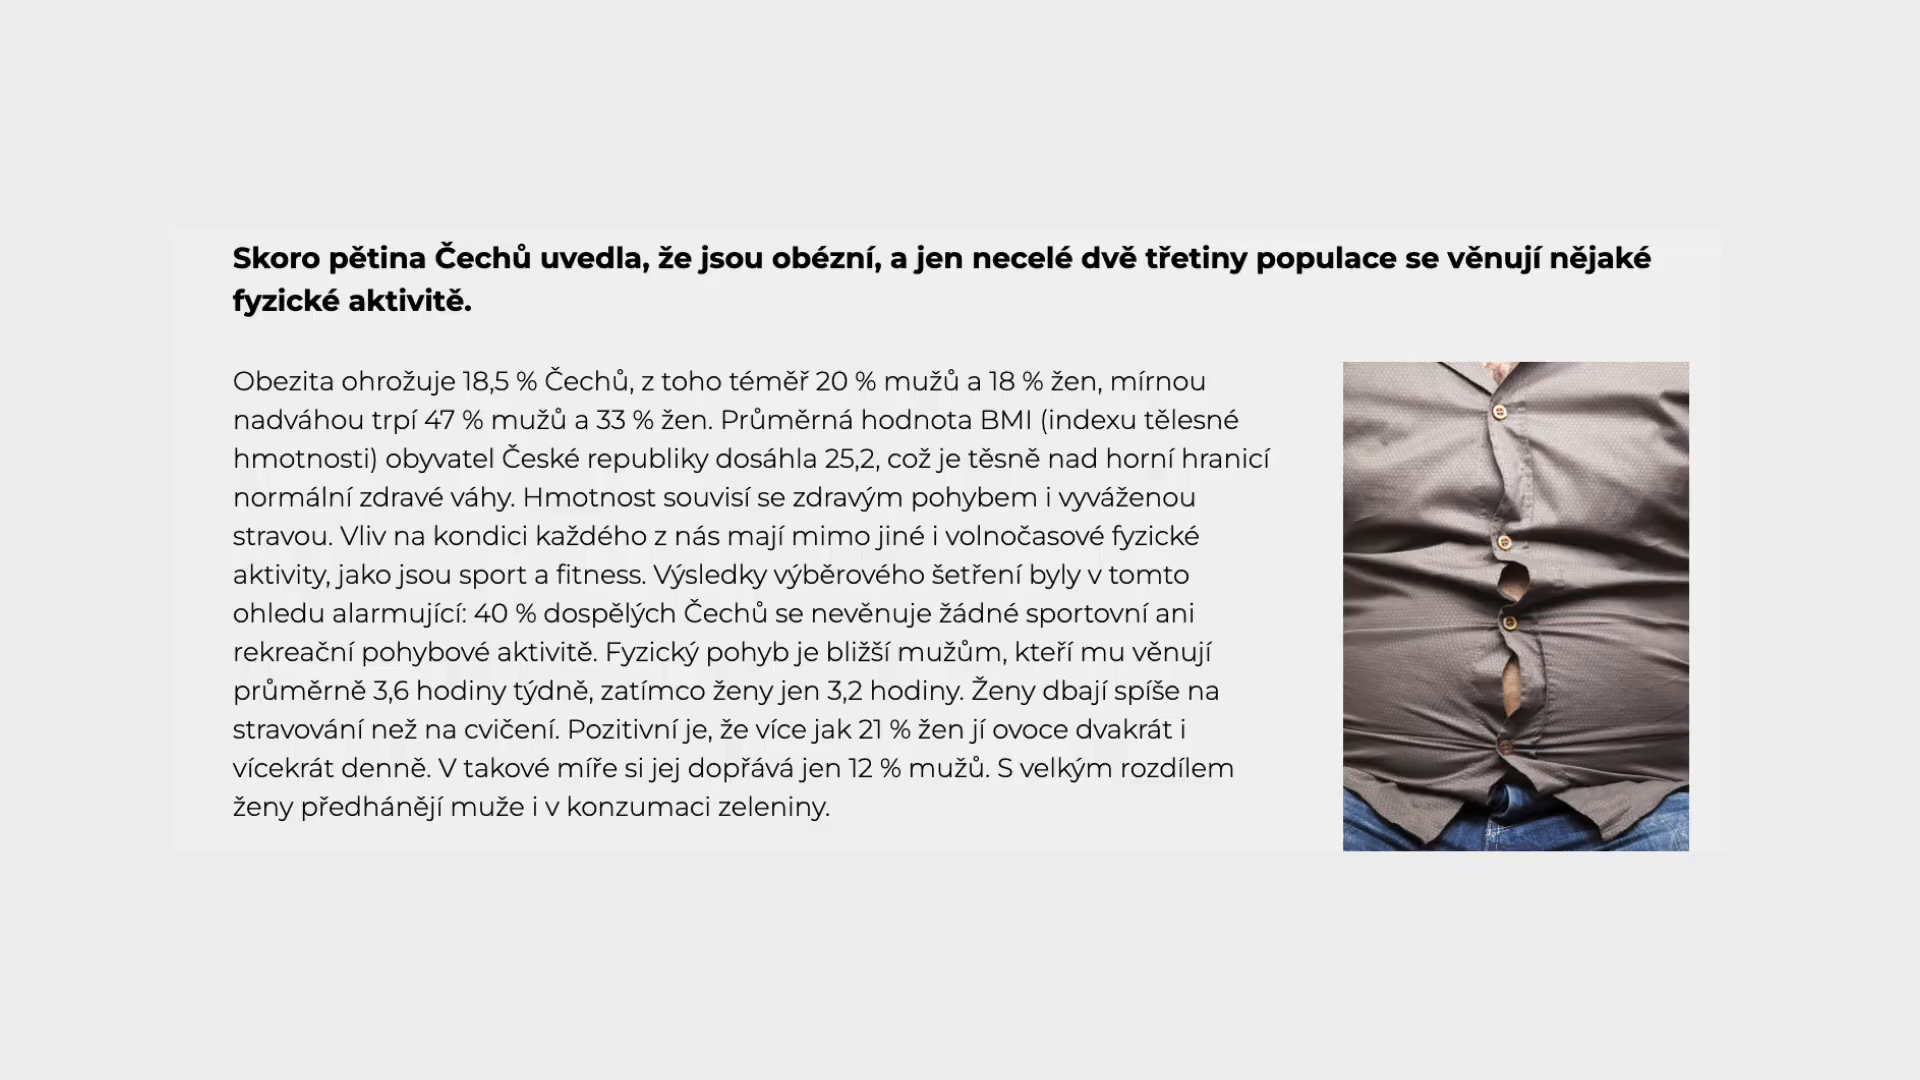 Skoro pětina Čechů uvedla, že jsou obézní, a jen necelé dvě třetiny populace se věnují nějaké
fyzické aktivitě.
Obezita ohrožuje 18,5 % Čechů, z toho téměř 20 % mužů a 18 % žen, mírnou
nadváhou trpí 47 % mužů a 33 % žen. Průměrná hodnota BMI (indexu tělesné
hmotnosti) obyvatel České republiky dosáhla 25,2, což je těsně nad horní hranicí
normální zdravé váhy. Hmotnost souvisí se zdravým pohybem i vyváženou
stravou. Vliv na kondici každého z nás mají mimo jiné i volnočasové fyzické
aktivity, jako jsou sport a fitness. Výsledky výběrového šetření byly v tomto
ohledu alarmující: 40 % dospělých Čechů se nevěnuje žádné sportovní ani
rekreační pohybové aktivitě. Fyzický pohyb je bližší mužům, kteří mu věnují
průměrně 3,6 hodiny týdně, zatímco ženy jen 3,2 hodiny. Ženy dbají spíše na
stravování než na cvičení. Pozitivní je, že více jak 21 % žen jí ovoce dvakrát i
vícekrát denně. V takové míře si jej dopřává jen 12 % mužů. S velkým rozdílem
ženy předhánějí muže i v konzumaci zeleniny.